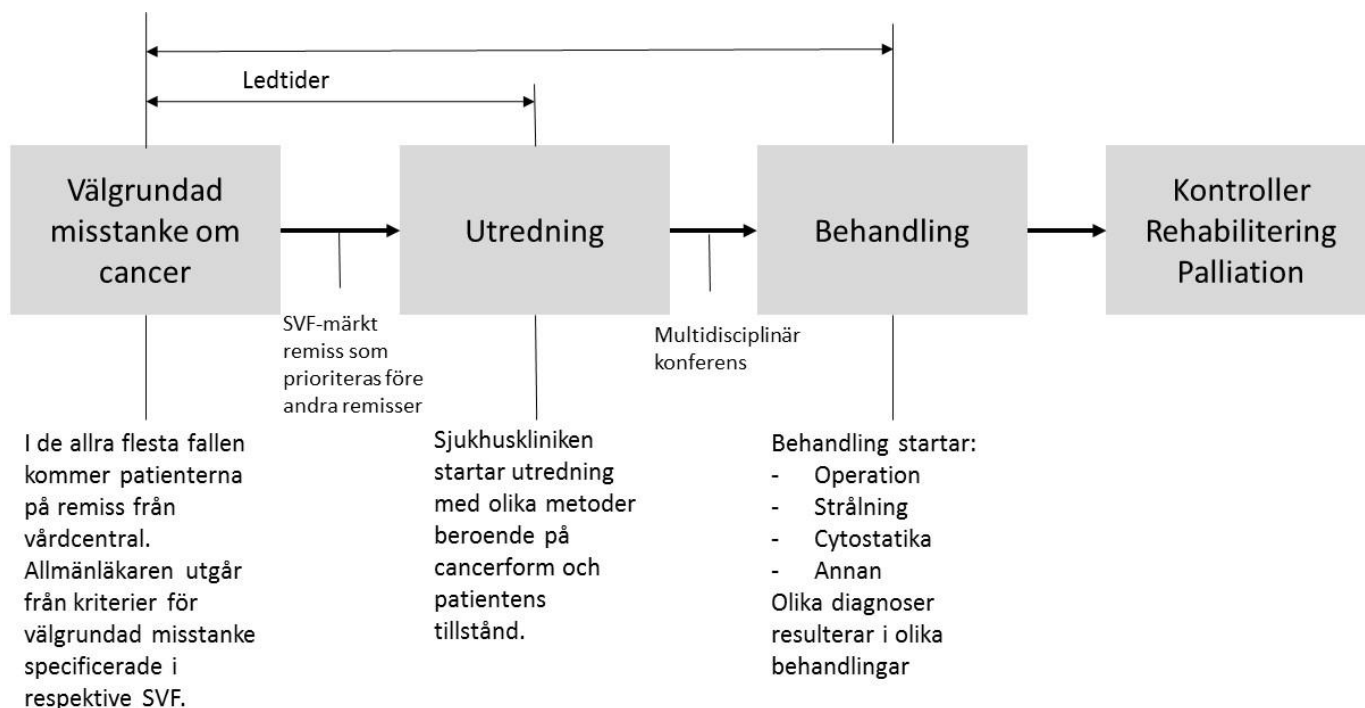 Ledtider
Välgrundad
misstanke om
cancer
Utredning
Behandling
Kontroller
Rehabilitering
Palliation
SVF-märkt
remiss som
prioriteras före
andra remisser
Multidisciplinär
konferens
I de allra flesta fallen
kommer patienterna
på remiss från
vårdcentral.
Allmänläkaren utgår
från kriterier för
välgrundad misstanke
specificerade i
respektive SVF.
Sjukhuskliniken
startar utredning
med olika metoder
beroende på
cancerform och
patientens
tillstånd.
Behandling startar:
- Operation
- Strålning
- Cytostatika
- Annan
Olika diagnoser
resulterar i olika
behandlingar